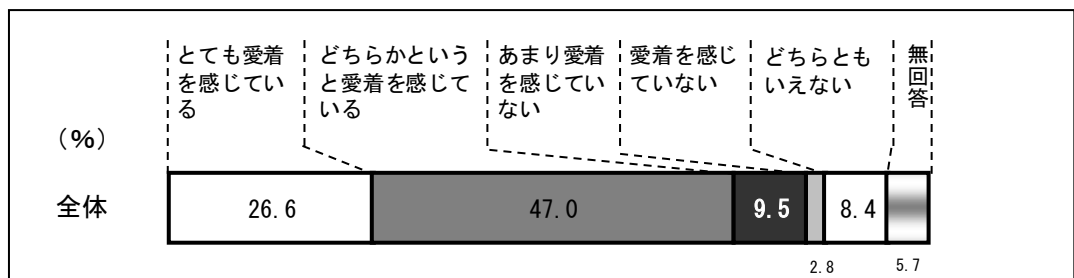 とても愛着
を感じてい
る
どちらかという
と愛着を感じて
いる
あまり愛着
を感じてい
ない
愛着を感じ
ていない
どちらとも
いえない
無回答
（%）
全体
26.6
47.0
9.5
8.4
2.8
5.7